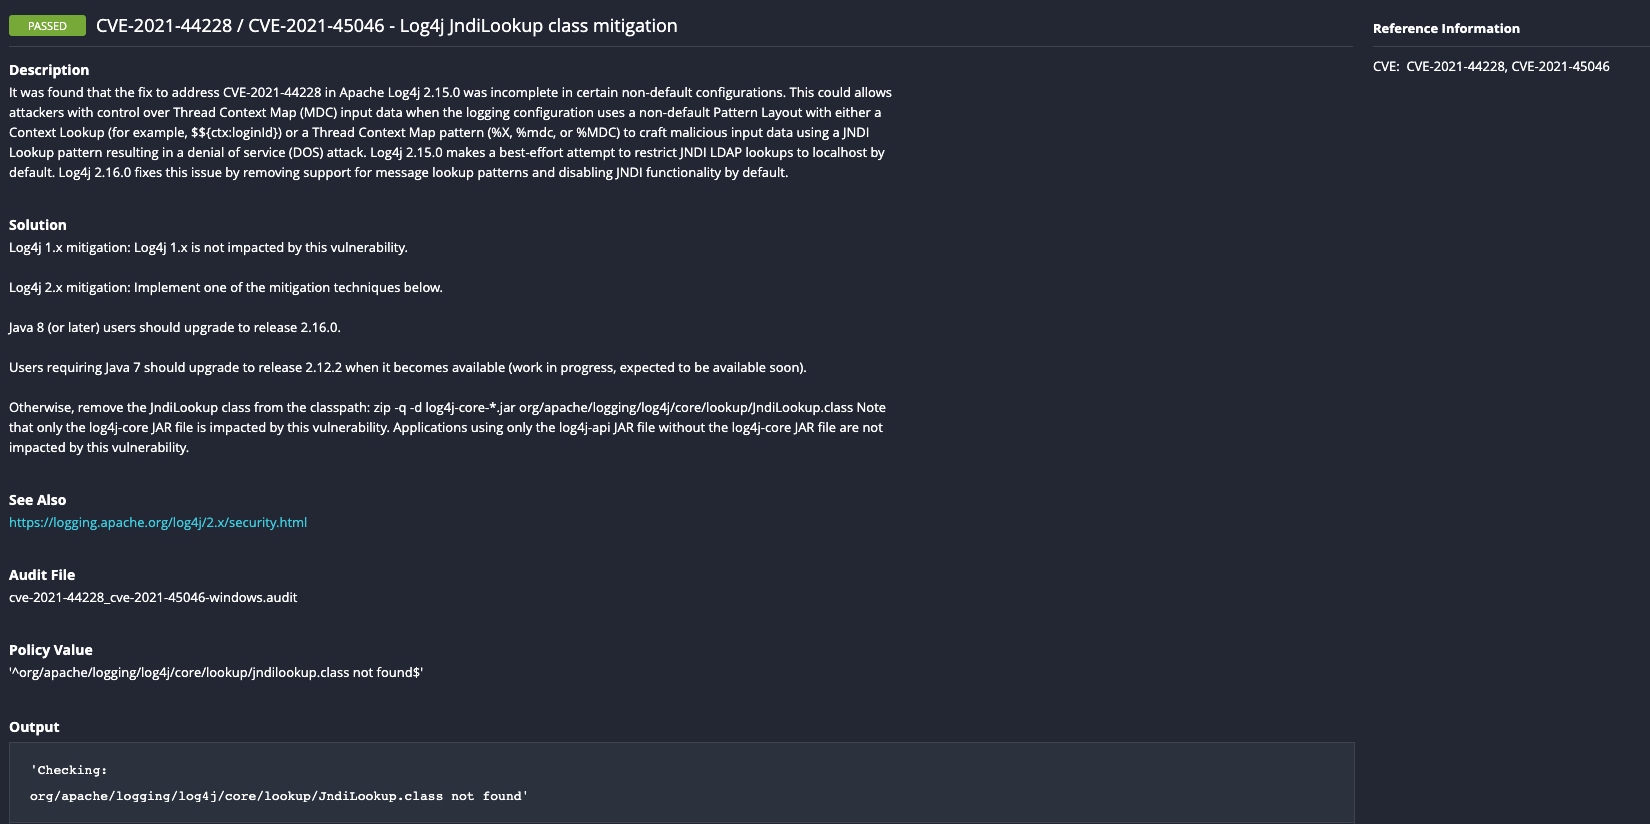 PASSED CVE-2021-44228 / CVE-2021-45046 - Log4j JndiLookup class mitigation
Description
It was found that the fix to address CVE-2021-44228 in Apache Log4j 2.15.0 was incomplete in certain non-default configurations. This could allows
attackers with control over Thread Context Map (MDC) input data when the logging configuration uses a non-default Pattern Layout with either a
Context Lookup (for example, $${ctx:loginId}) or a Thread Context Map pattern (%X, %mdc, or %MDC) to craft malicious input data using a JNDI
Lookup pattern resulting in a denial of service (DOS) attack. Log4j 2.15.0 makes a best-effort attempt to restrict JNDI LDAP lookups to localhost by
default. Log4j 2.16.0 fixes this issue by removing support for message lookup patterns and disabling JNDI functionality by default.
Solution
Log4j 1.x mitigation: Log4j 1.x is not impacted by this vulnerability.
Log4j 2.x mitigation: Implement one of the mitigation techniques below.
Java 8 (or later) users should upgrade to release 2.16.0.
Users requiring Java 7 should upgrade to release 2.12.2 when it becomes available (work in progress, expected to be available soon).
Otherwise, remove the JndiLookup class from the classpath: zip -q -d log4j-core-*.jar org/apache/logging/log4j/core/lookup/JndiLookup.class Note
that only the log4j-core JAR file is impacted by this vulnerability. Applications using only the log4j-api JAR file without the log4j-core JAR file are not
impacted by this vulnerability.
See Also
https://logging.apache.org/log4j/2.x/security.html
Audit File
cve-2021-44228_cve-2021-45046-windows.audit
Policy Value
'^org/apache/logging/log4j/core/lookup/jndilookup.class not found$'
Output
'Checking:
org/apache/logging/log4j/core/lookup/JndiLookup.class not found'
Reference Information
CVE: CVE-2021-44228, CVE-2021-45046